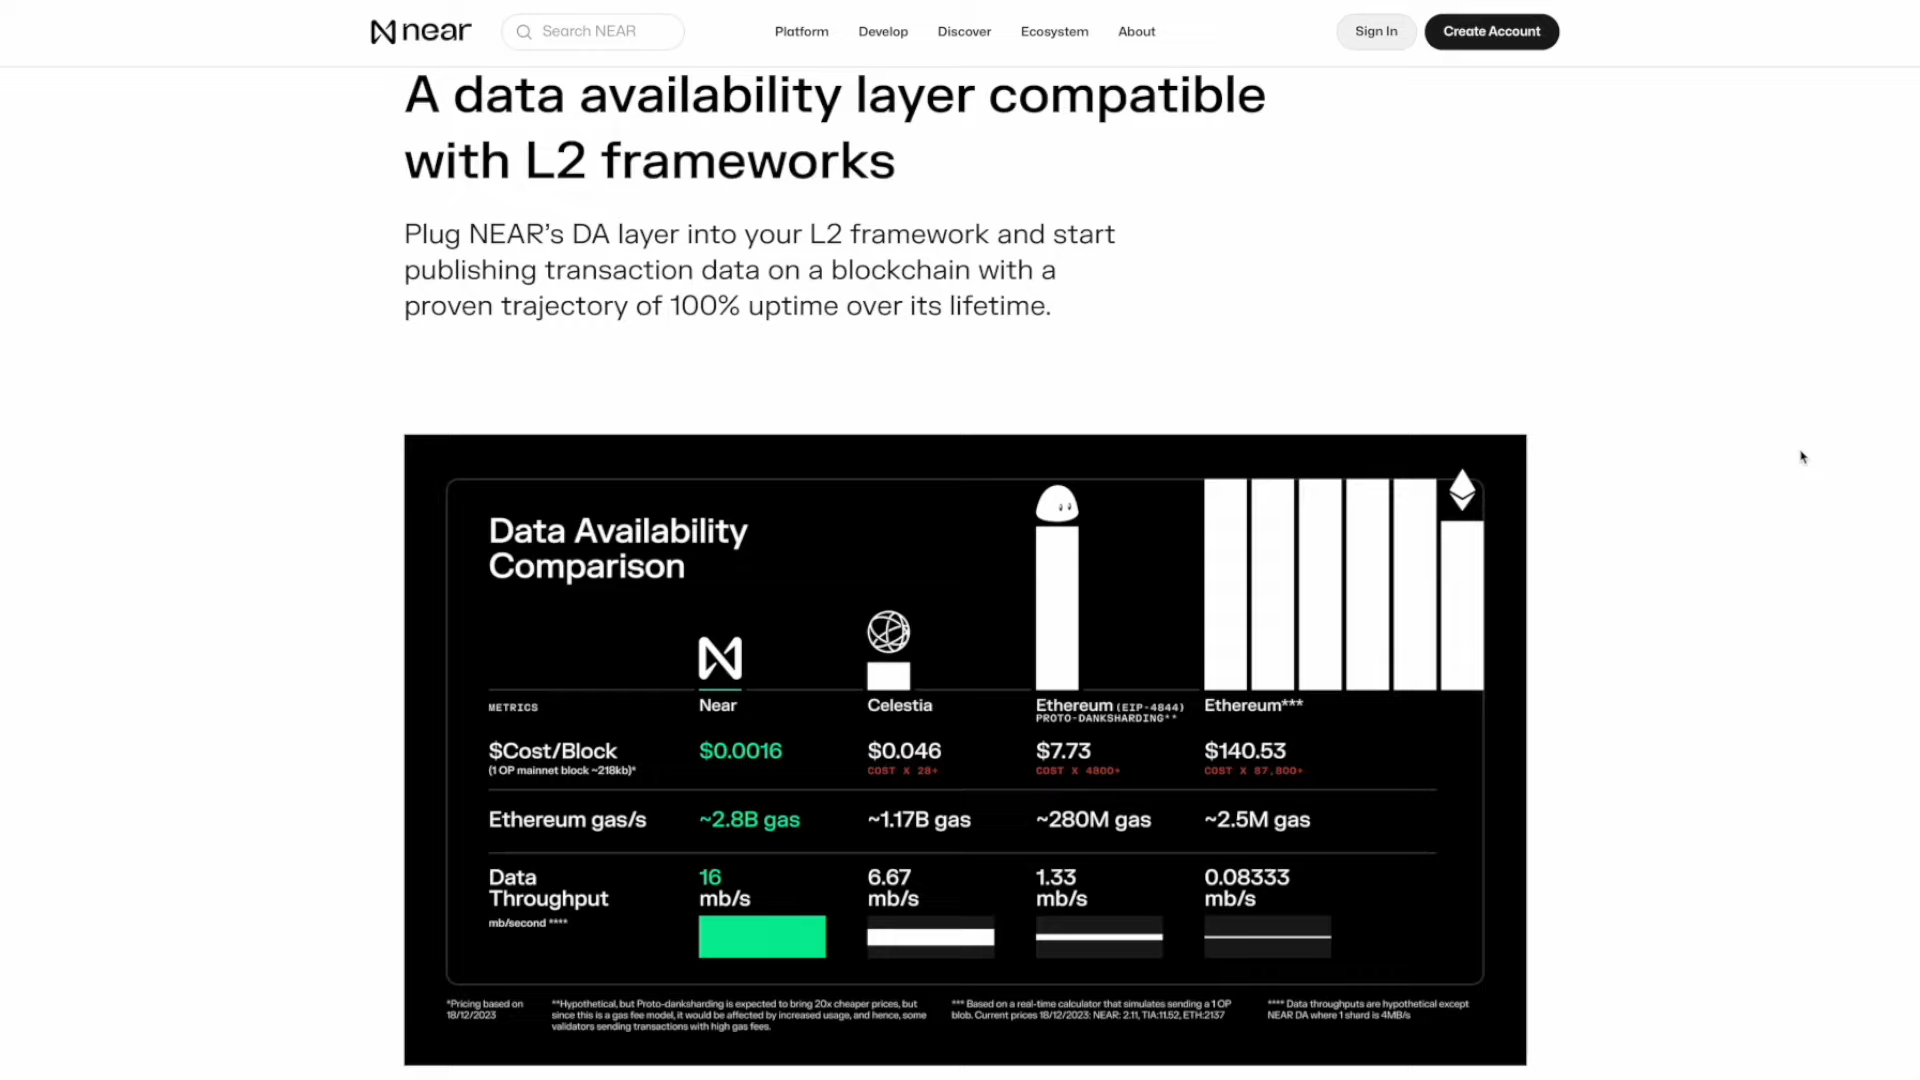 near
Search NEAR
Platform
Develop
Discover
Ecosystem
About
Sign In
Create Account
A data availability layer compatible
with L2 frameworks
Plug NEAR’s DA layer into your L2 framework and start
publishing transaction data on a blockchain with a
proven trajectory of 100% uptime over its lifetime.
Data Availability
Comparison
METRICS
Near
Celestia
Ethereum (EIP-4844)
PROTO-DANKSHARDING**
Ethereum***
$Cost/Block
(1 OP mainnet block ~218kb)*
$0.0016
$0.046
COST X 28+
$7.73
COST X 4800+
$140.53
COST X 87,800+
Ethereum gas/s
~2.8B gas
~1.17B gas
~280M gas
~2.5M gas
Data
Throughput
mb/second ****
16
mb/s
6.67
mb/s
1.33
mb/s
0.08333
mb/s
*Pricing based on
18/12/2023
**Hypothetical, but Proto-danksharding is expected to bring 20x cheaper prices, but
since this is a gas fee model, it would be affected by increased usage, and hence, some
validators sending transactions with high gas fees.
*** Based on a real-time calculator that simulates sending a 1 OP
blob. Current prices 18/12/2023: NEAR: 2.11, TIA:11.52, ETH:2137
**** Data throughputs are hypothetical except
NEAR DA where 1 shard is 4MB/s